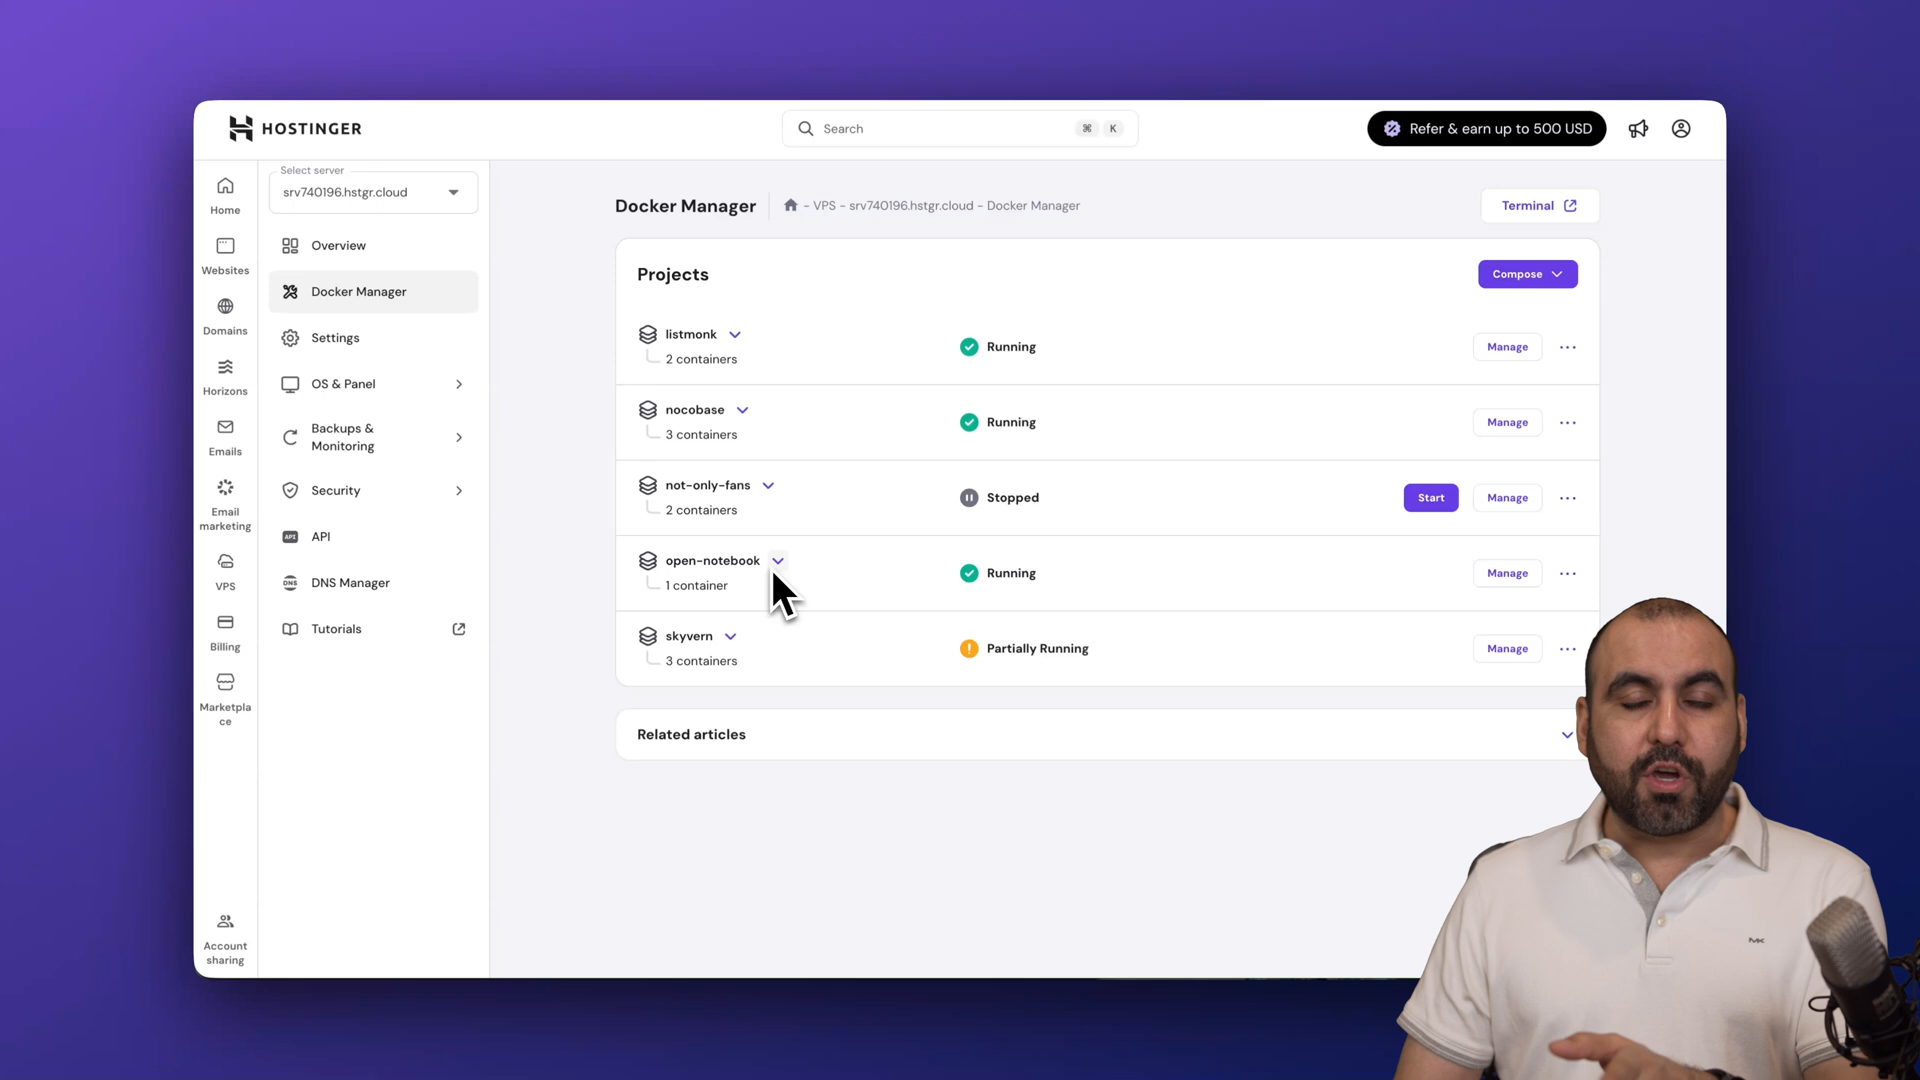 HOSTINGER
Search
⌘ K
Refer & earn up to 500 USD
Home
Websites
Domains
Horizons
Emails
Email
marketing
VPS
Billing
Marketpla
ce
Account
sharing
Select server
srv740196.hstgr.cloud
Overview
Docker Manager
Settings
OS & Panel
Backups &
Monitoring
Security
API
API
DNS
DNS Manager
Tutorials
Docker Manager
- VPS - srv740196.hstgr.cloud - Docker Manager
Terminal
Projects
Compose
listmonk
2 containers
Running
Manage
nocobase
3 containers
Running
Manage
not-only-fans
2 containers
Stopped
Start
Manage
open-notebook
1 container
Running
Manage
skyvern
3 containers
Partially Running
Manage
Related articles
MK